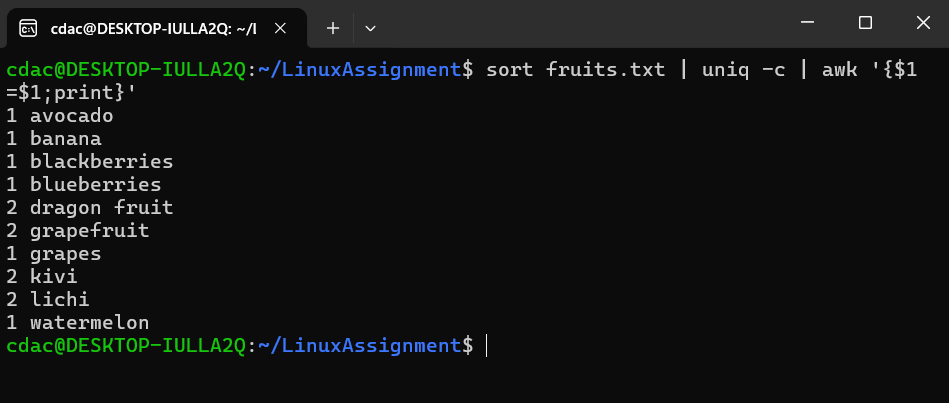 cdac@DESKTOP-IULLA2Q: ~/l
cdac@DESKTOP-IULLA2Q:~/LinuxAssignment$ sort fruits.txt | uniq -c | awk '{$1
=$1;print}'
1 avocado
1 banana
1 blackberries
1 blueberries
2 dragon fruit
2 grapefruit
1 grapes
2 kivi
2 lichi
1 watermelon
cdac@DESKTOP-IULLA2Q:~/LinuxAssignment$